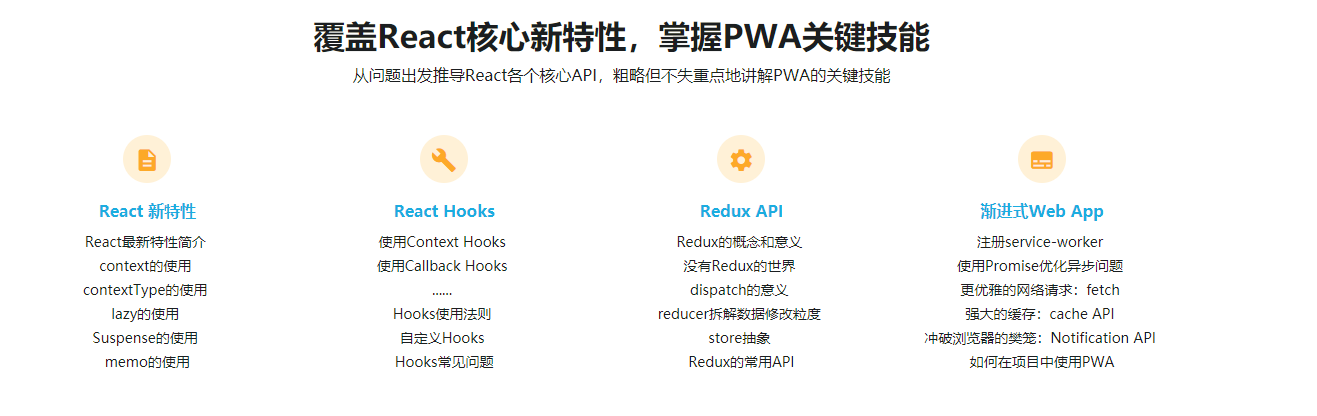 覆盖React核心新特性，掌握PWA关键技能
从问题出发推导React各个核心API，粗略但不失重点地讲解PWA的关键技能
React 新特性
React最新特性简介
context的使用
contextType的使用
lazy的使用
Suspense的使用
memo的使用
React Hooks
使用Context Hooks
使用Callback Hooks
……
Hooks使用法则
自定义Hooks
Hooks常见问题
Redux API
Redux的概念和意义
没有Redux的世界
dispatch的意义
reducer拆解数据修改粒度
store抽象
Redux的常用API
渐进式Web App
注册service-worker
使用Promise优化异步问题
更优雅的网络请求：fetch
强大的缓存：cache API
冲破浏览器的樊笼：Notification API
如何在项目中使用PWA